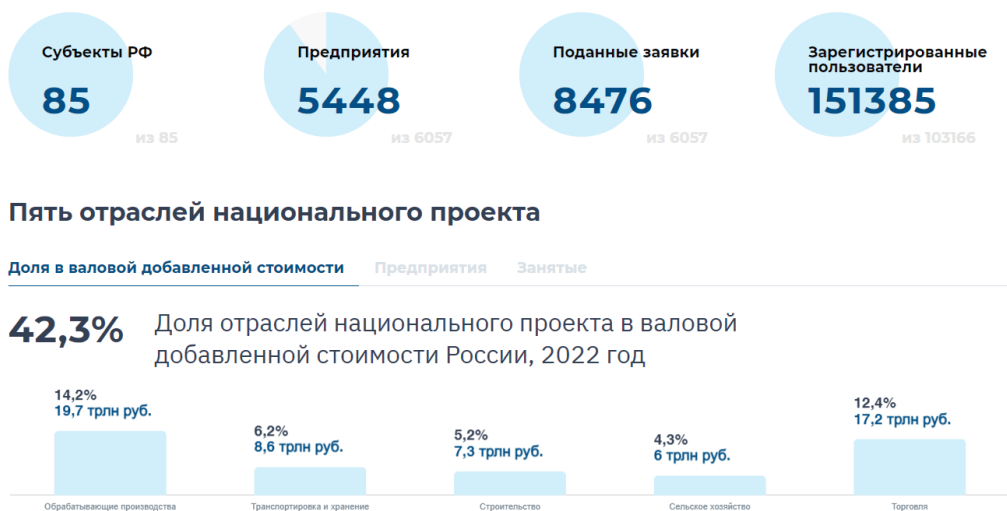 Субъекты РФ
85
из 85
Предприятия
5448
из 6057
Поданные заявки
8476
из 6057
Зарегистрированные
пользователи
151385
из 103166
Пять отраслей национального проекта
Доля в валовой добавленной стоимости
Предприятия
Занятые
42,3%
Доля отраслей национального проекта в валовой
добавленной стоимости России, 2022 год
14,2%
19,7 трлн руб.
Обрабатывающие производства
6,2%
8,6 трлн руб.
Транспортировка и хранение
5,2%
7,3 трлн руб.
Строительство
4,3%
6 трлн руб.
Сельское хозяйство
12,4%
17,2 трлн руб.
Торговля